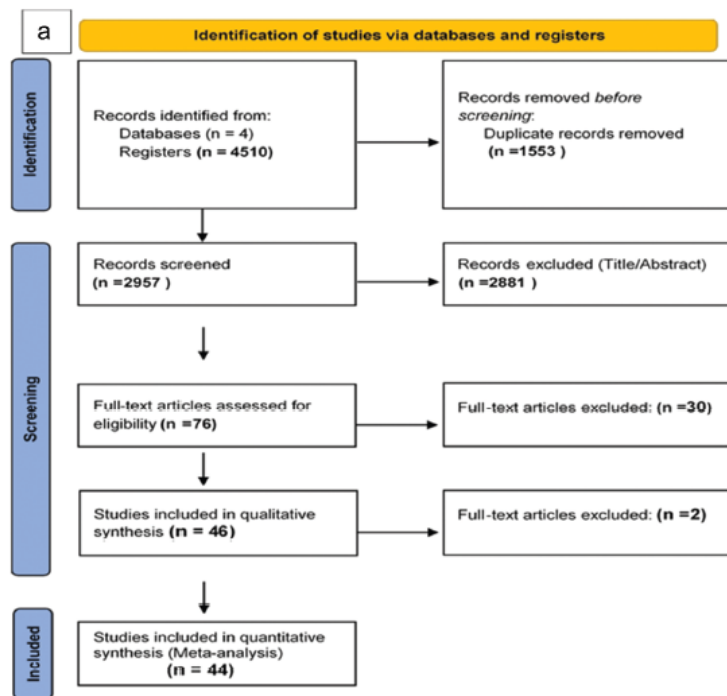 a
Identification of studies via databases and registers
Identification
Records identified from:
Databases (n = 4)
Registers (n = 4510)
Records removed before
screening:
Duplicate records removed
(n =1553 )
Screening
Records screened
(n =2957 )
Records excluded (Title/Abstract)
(n =2881 )
Full-text articles assessed for
eligibility (n =76)
Full-text articles excluded: (n =30)
Studies included in qualitative
synthesis (n = 46)
Full-text articles excluded: (n =2)
Included
Studies included in quantitative
synthesis (Meta-analysis)
(n = 44)